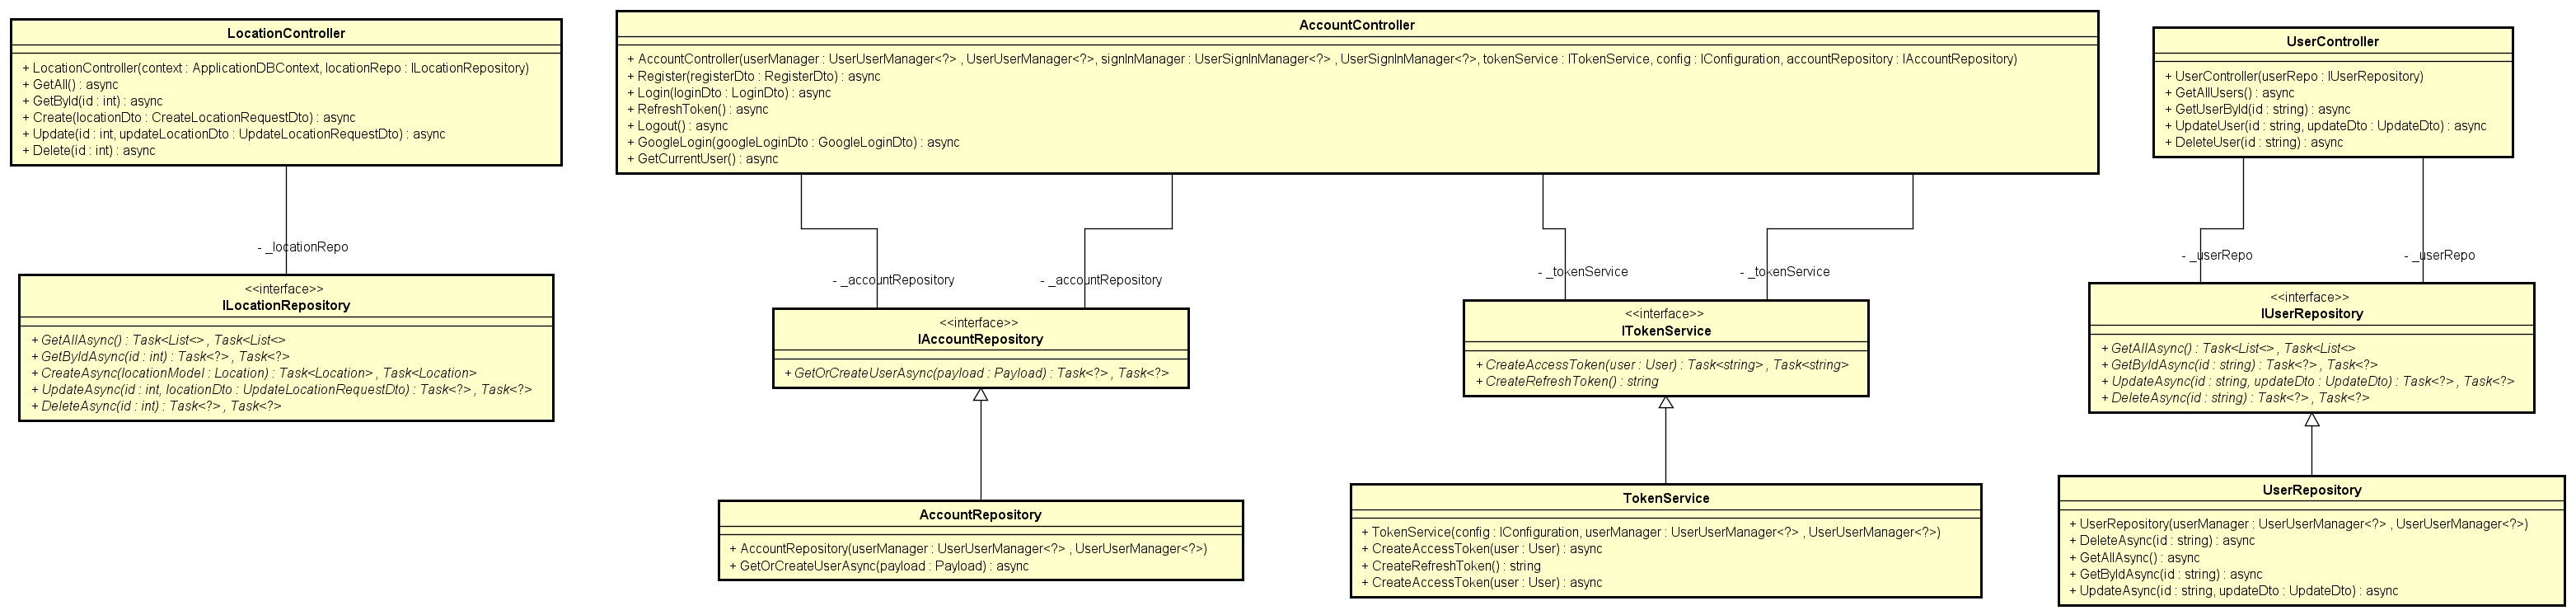 LocationController
+ LocationController(context : ApplicationDBContext, locationRepo : ILocationRepository)
+ GetAll() : async
+ GetById(id : int) : async
+ Create(locationDto : CreateLocationRequestDto) : async
+ Update(id : int, updateLocationDto : UpdateLocationRequestDto) : async
+ Delete(id : int) : async
- _locationRepo
<<interface>>
ILocationRepository
+ GetAllAsync() : Task<List<> , Task<List<>
+ GetByIdAsync(id : int) : Task<?> , Task<?>
+ CreateAsync(locationModel : Location) : Task<Location> , Task<Location>
+ UpdateAsync(id : int, locationDto : UpdateLocationRequestDto) : Task<?> , Task<?>
+ DeleteAsync(id : int) : Task<?> , Task<?>
AccountController
+ AccountController(userManager : UserUserManager<?> , UserUserManager<?>, signInManager : UserSignInManager<?> , UserSignInManager<?>, tokenService : ITokenService, config : IConfiguration, accountRepository : IAccountRepository)
+ Register(registerDto : RegisterDto) : async
+ Login(loginDto : LoginDto) : async
+ RefreshToken() : async
+ Logout() : async
+ GoogleLogin(googleLoginDto : GoogleLoginDto) : async
+ GetCurrentUser() : async
- _accountRepository
- _accountRepository
<<interface>>
IAccountRepository
+ GetOrCreateUserAsync(payload : Payload) : Task<?> , Task<?>
AccountRepository
+ AccountRepository(userManager : UserUserManager<?> , UserUserManager<?>)
+ GetOrCreateUserAsync(payload : Payload) : async
- _tokenService
- _tokenService
<<interface>>
ITokenService
+ CreateAccessToken(user : User) : Task<string> , Task<string>
+ CreateRefreshToken() : string
TokenService
+ TokenService(config : IConfiguration, userManager : UserUserManager<?> , UserUserManager<?>)
+ CreateAccessToken(user : User) : async
+ CreateRefreshToken() : string
+ CreateAccessToken(user : User) : async
UserController
+ UserController(userRepo : IUserRepository)
+ GetAllUsers() : async
+ GetUserById(id : string) : async
+ UpdateUser(id : string, updateDto : UpdateDto) : async
+ DeleteUser(id : string) : async
- _userRepo
- _userRepo
<<interface>>
IUserRepository
+ GetAllAsync() : Task<List<> , Task<List<>
+ GetByIdAsync(id : string) : Task<?> , Task<?>
+ UpdateAsync(id : string, updateDto : UpdateDto) : Task<?> , Task<?>
+ DeleteAsync(id : string) : Task<?> , Task<?>
UserRepository
+ UserRepository(userManager : UserUserManager<?> , UserUserManager<?>)
+ DeleteAsync(id : string) : async
+ GetAllAsync() : async
+ GetByIdAsync(id : string) : async
+ UpdateAsync(id : string, updateDto : UpdateDto) : async